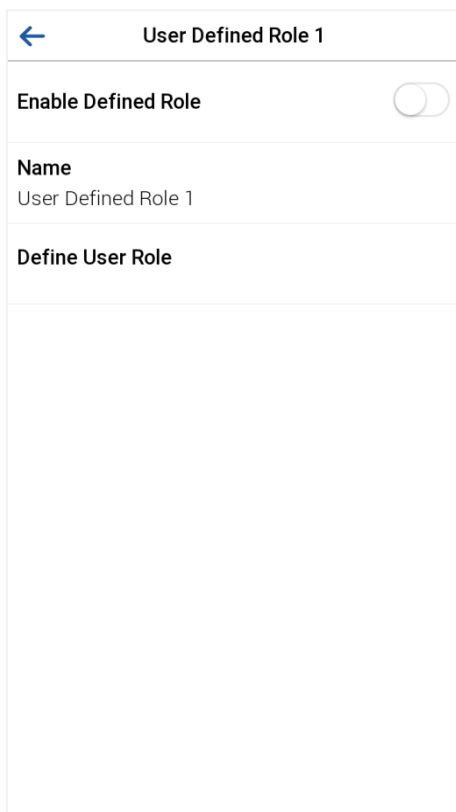 User Defined Role 1
Enable Defined Role
Name
User Defined Role 1
Define User Role